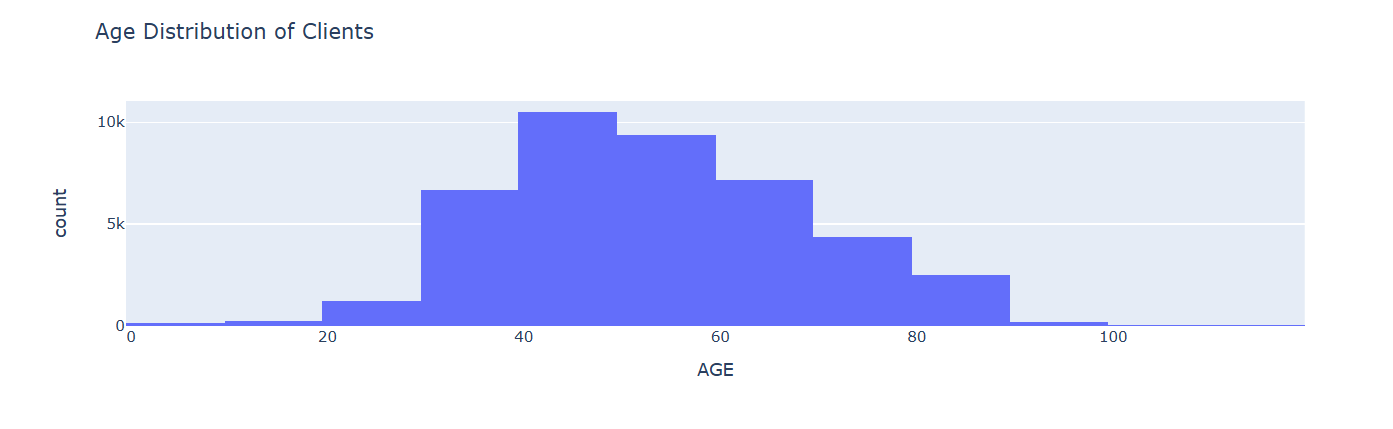 Age Distribution of Clients
10k
5k
0
0 20 40 60 80 100
count
AGE